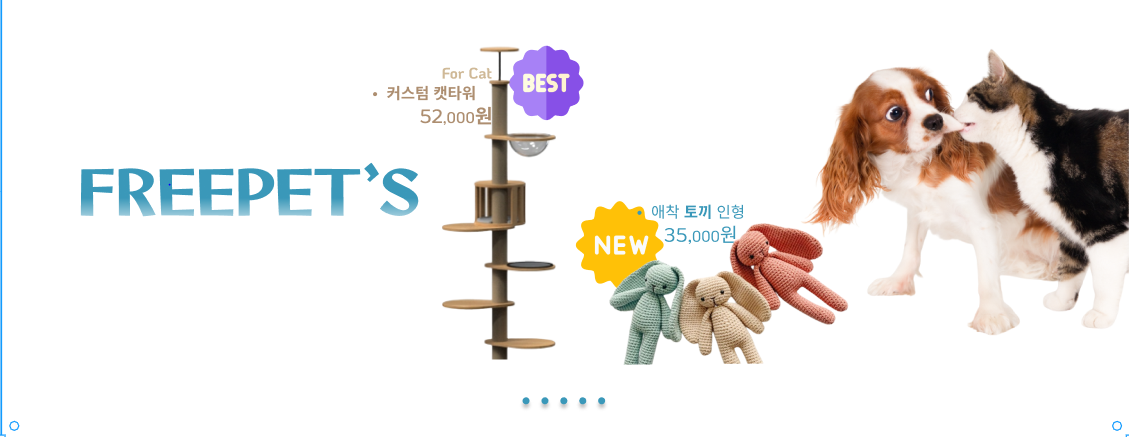 FREEPET'S
For Cat
• 커스텀 캣타워
52,000원
BEST
NEW
• 애착 토끼 인형
35,000원